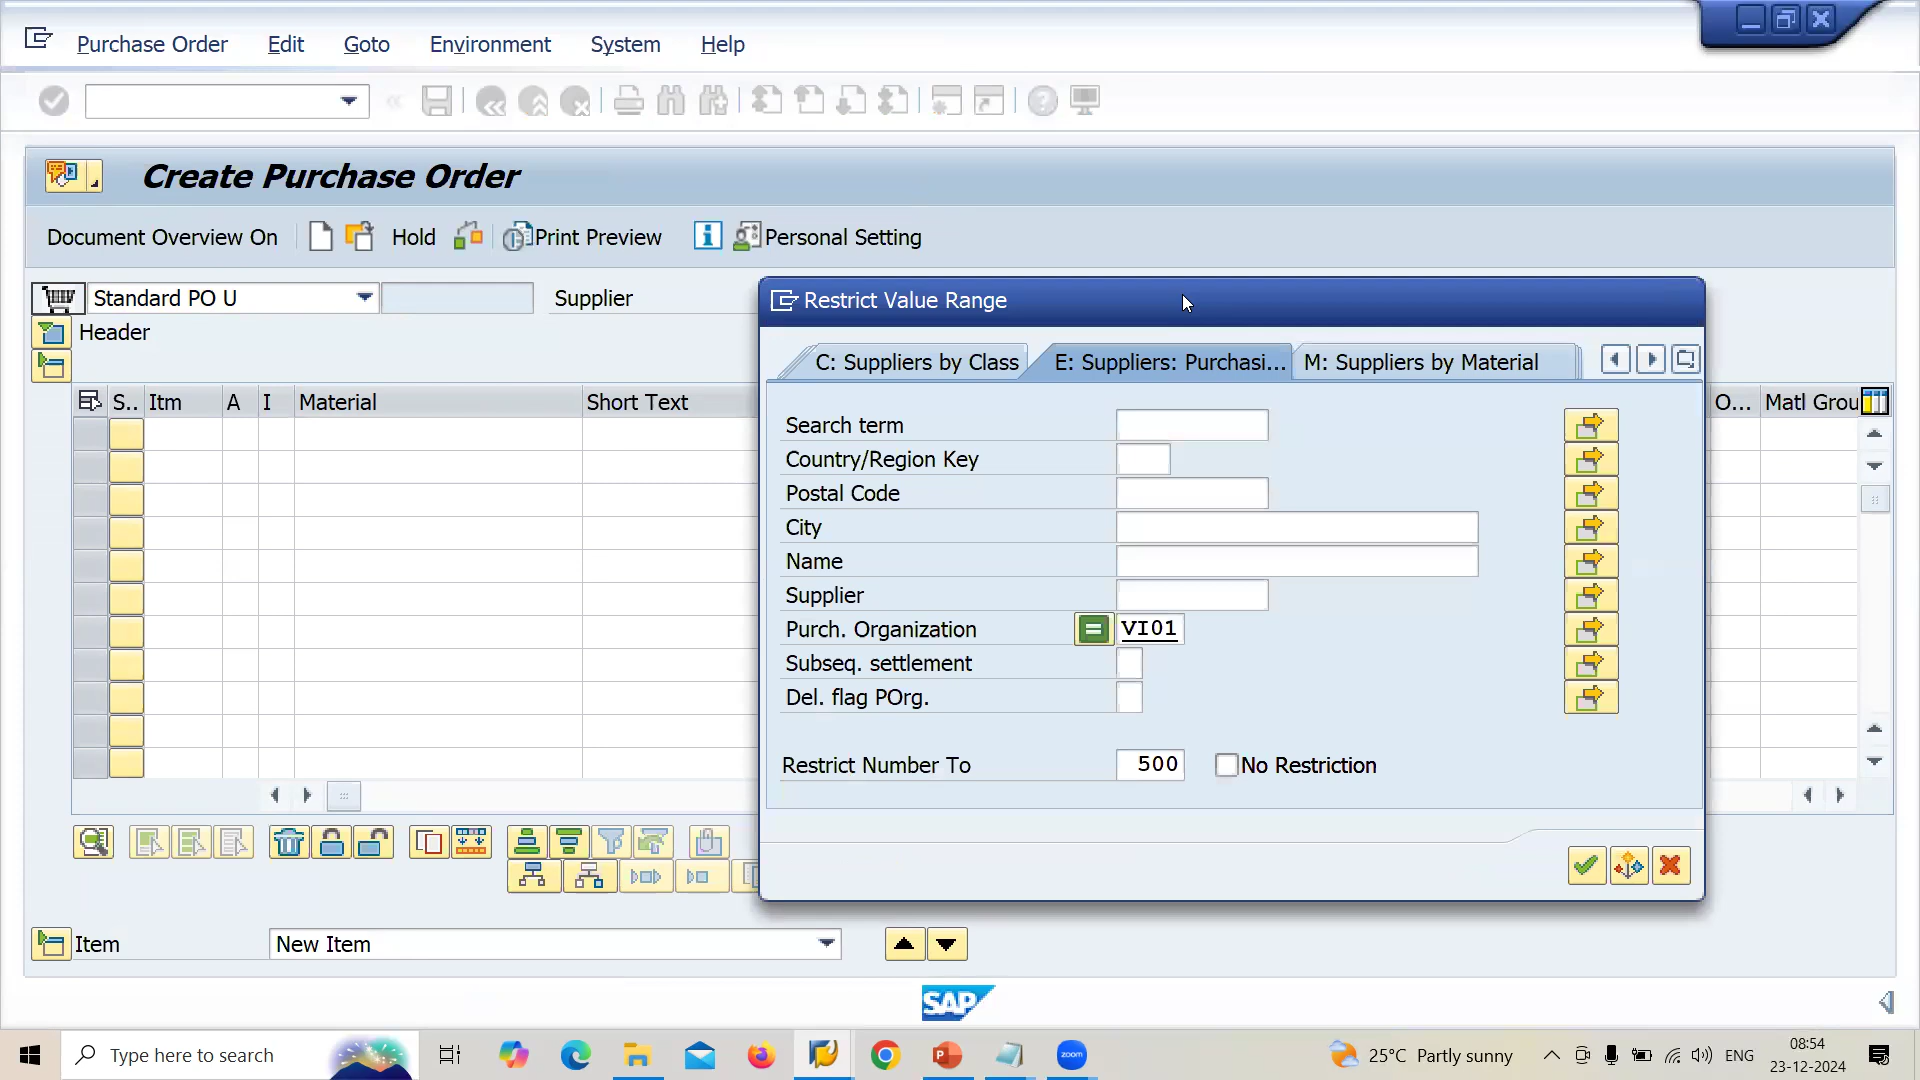 Purchase Order Edit Goto Environment System Help
Create Purchase Order
Document Overview On Hold Print Preview Personal Setting
Standard PO U Supplier
Header
S.. Itm A I Material Short Text O... Matl Grou
Restrict Value Range
C: Suppliers by Class E: Suppliers: Purchasi... M: Suppliers by Material
Search term
Country/Region Key
Postal Code
City
Name
Supplier
Purch. Organization VI01
Subseq. settlement
Del. flag POrg.
Restrict Number To 500 No Restriction
Item New Item
SAP
Type here to search
zoom
25°C Partly sunny
ENG
08:54
23-12-2024